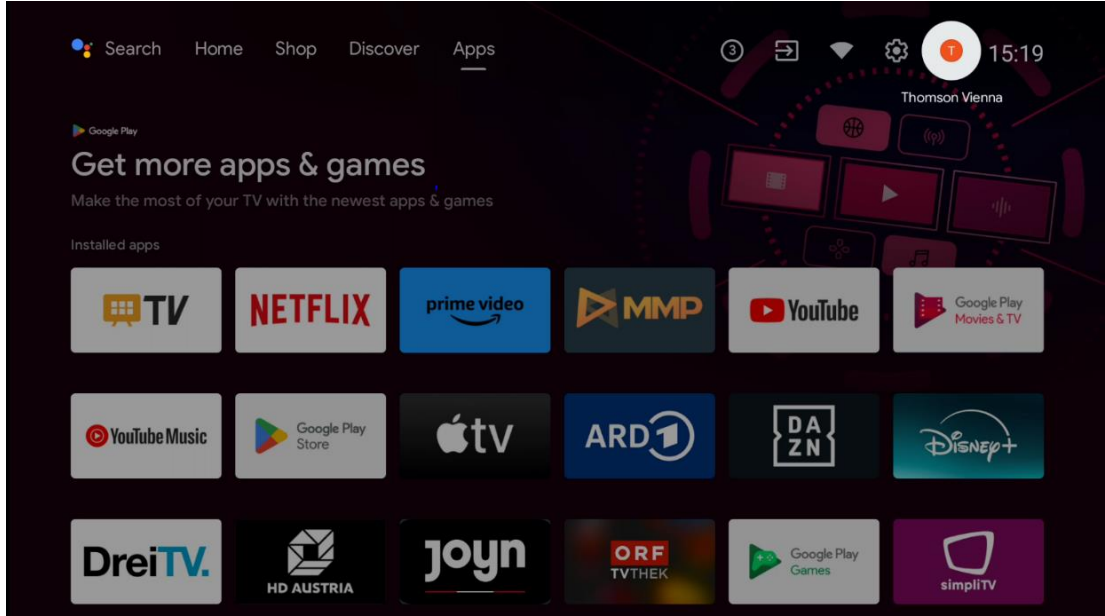 Search Home Shop Discover Apps 3 T 15:19
Thomson Vienna
Google Play
Get more apps & games
Make the most of your TV with the newest apps & games
Installed apps
TV NETFLIX prime video MMP YouTube Google Play
Movies & TV
YouTube Music Google Play
Store
tv ARD 1 DA
ZN
Disney+
DreiTV. HD AUSTRIA joyn ORF
TVTHEK
Google Play
Games
simpliTV